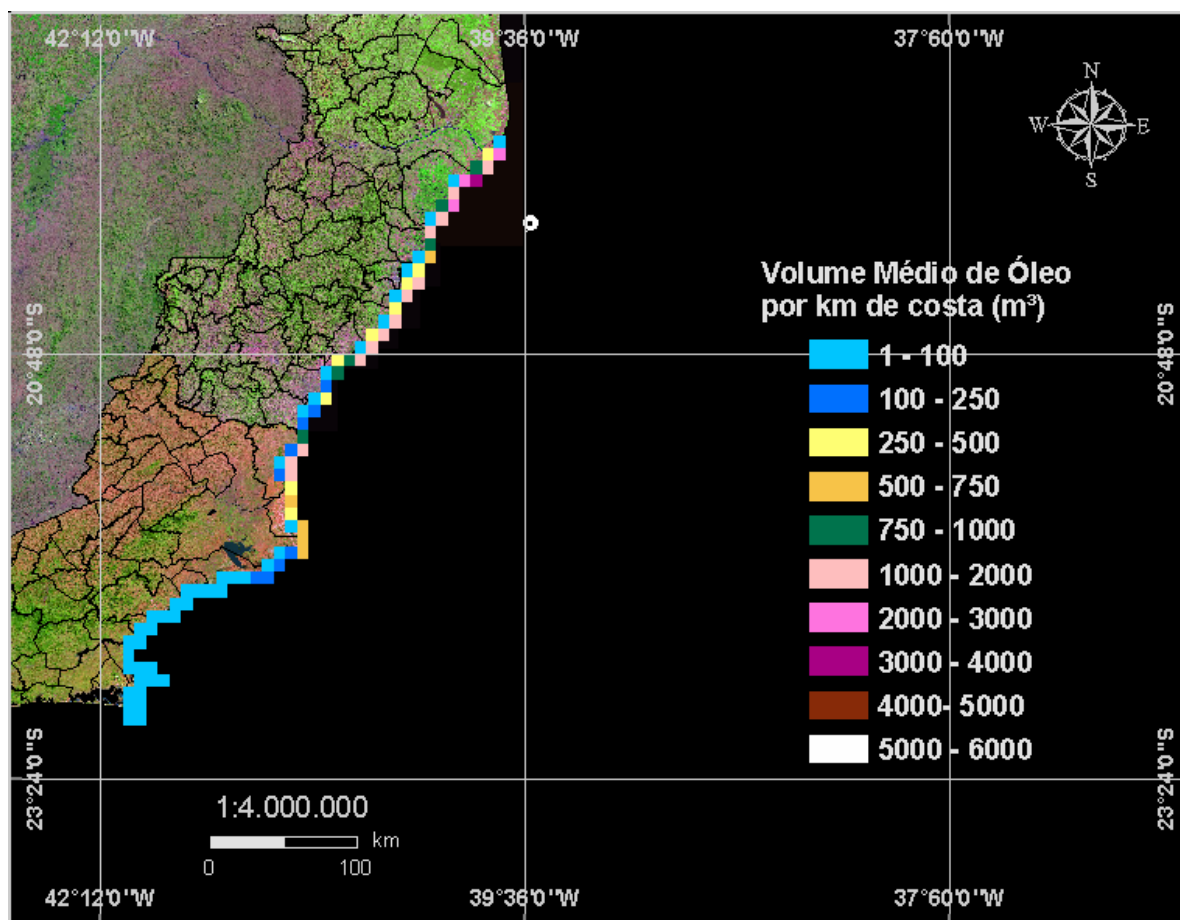 42°12'0"W 39°36'0"W 37°60'0"W
N
W E
S
Volume Médio de Óleo
por km de costa (m³)
20°48'0"S 20°48'0"S
1 - 100
100 - 250
250 - 500
500 - 750
750 - 1000
1000 - 2000
2000 - 3000
3000 - 4000
4000- 5000
5000 - 6000
23°24'0"S 23°24'0"S
1:4.000.000
km
0 100
42°12'0"W 39°36'0"W 37°60'0"W